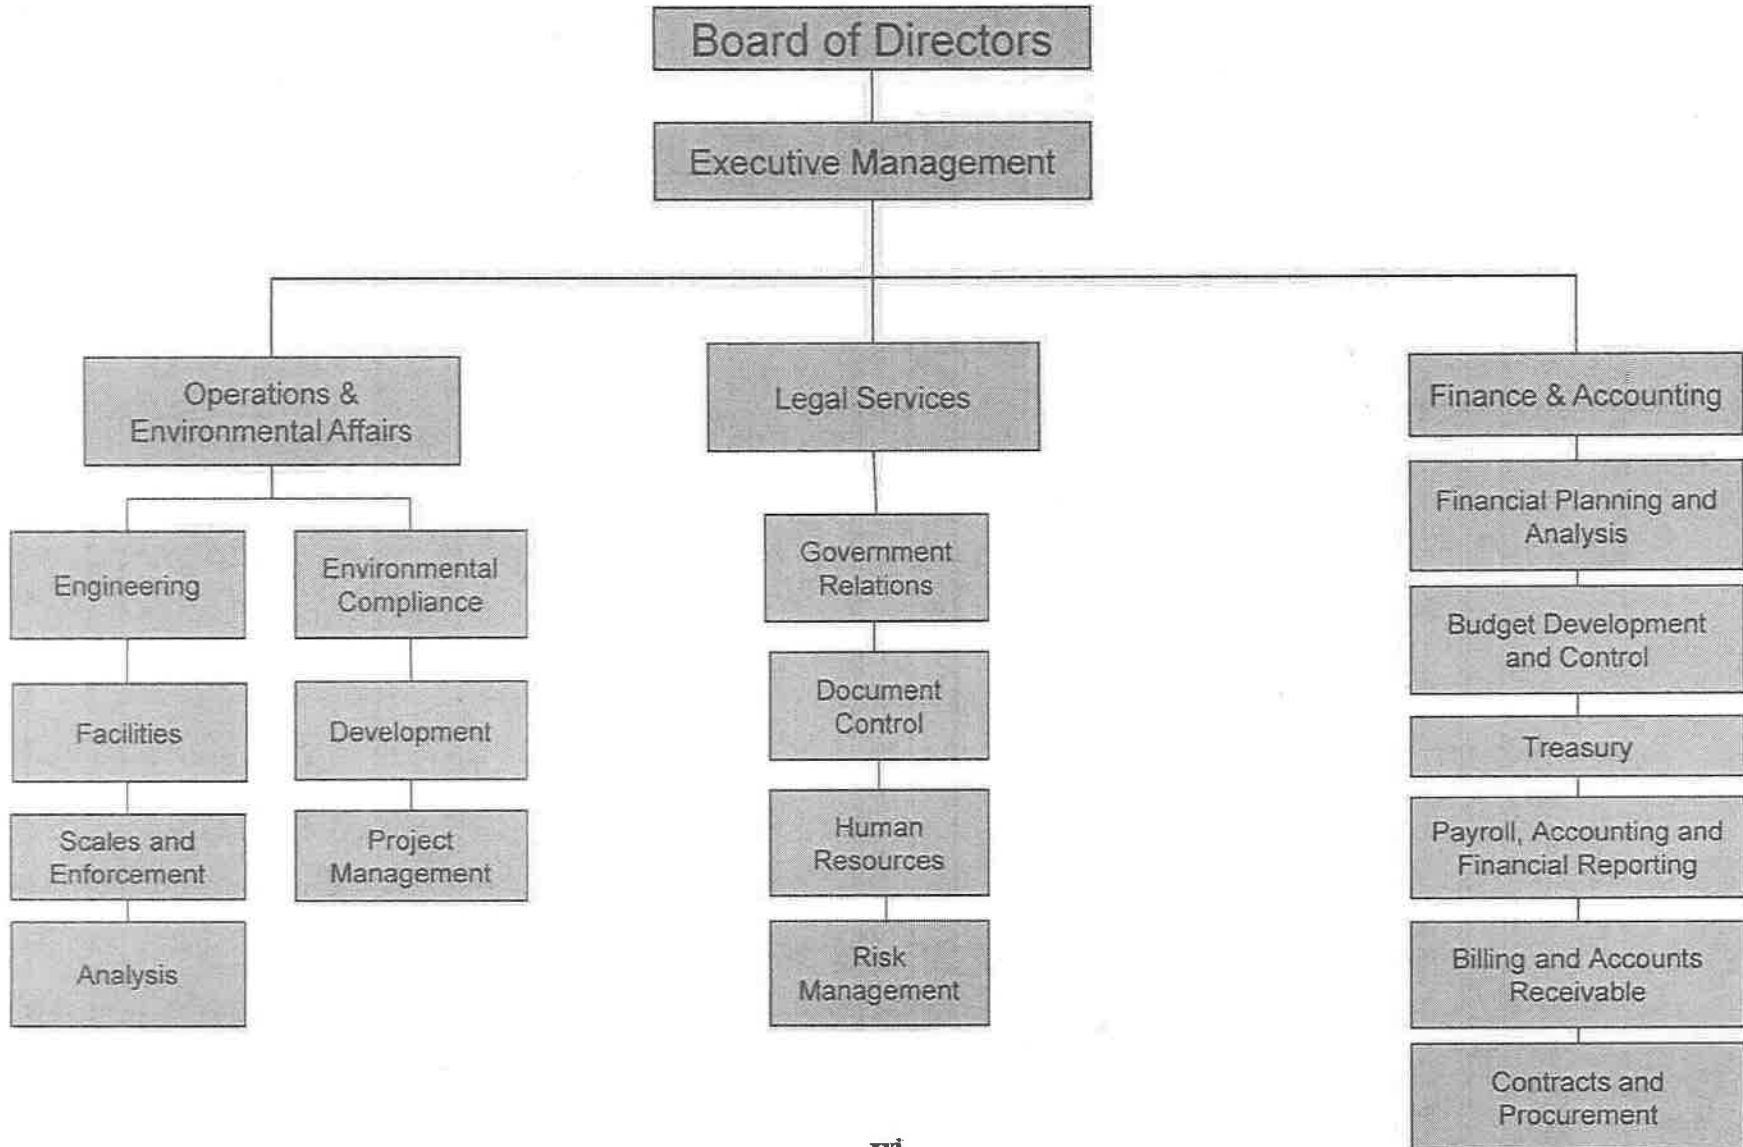 Board of Directors
Executive Management
Operations &
Environmental Affairs
Legal Services
Finance & Accounting
Engineering
Environmental
Compliance
Facilities
Development
Scales and
Enforcement
Project
Management
Analysis
Government
Relations
Document
Control
Human
Resources
Risk
Management
Financial Planning and
Analysis
Budget Development
and Control
Treasury
Payroll, Accounting and
Financial Reporting
Billing and Accounts
Receivable
Contracts and
Procurement